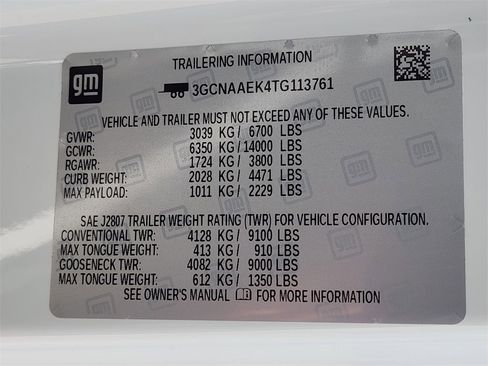 TRAILERING INFORMATION
gm
3GCNAAEK4TG113761
VEHICLE AND TRAILER MUST NOT EXCEED ANY OF THESE VALUES.
GVWR: 3039 KG/ 6700 LBS
GCWR: 6350 KG/ 14000 LBS
RGAWR: 1724 KG/ 3800 LBS
CURB WEIGHT: 2028 KG/ 4471 LBS
MAX PAYLOAD: 1011 KG/ 2229 LBS
SAE J2807 TRAILER WEIGHT RATING (TWR) FOR VEHICLE CONFIGURATION.
CONVENTIONAL TWR: 4128 KG/ 9100 LBS
MAX TONGUE WEIGHT: 413 KG/ 910 LBS
GOOSENECK TWR: 4082 KG/ 9000 LBS
MAX TONGUE WEIGHT: 612 KG/ 1350 LBS
SEE OWNER'S MANUAL FOR MORE INFORMATION